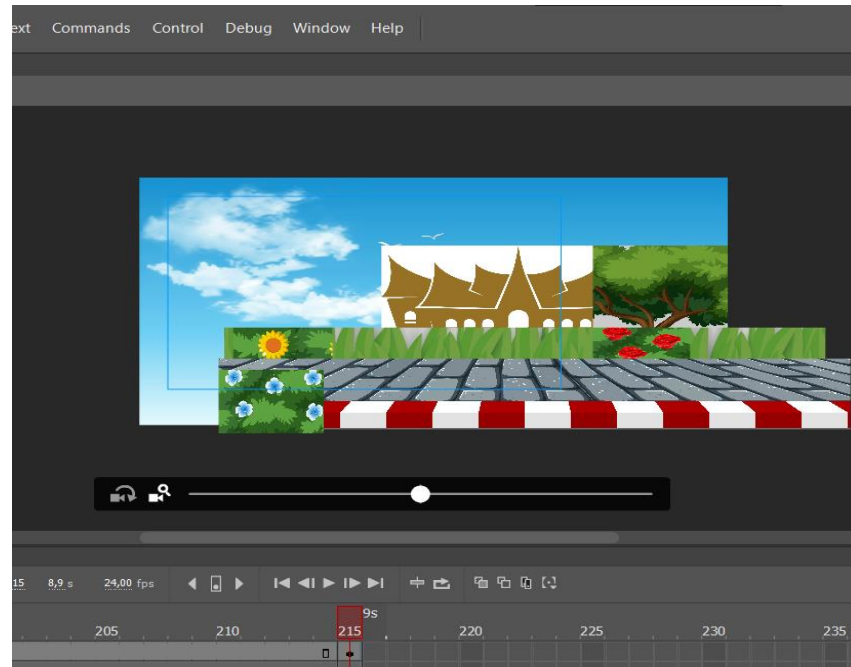 ext Commands Control Debug Window Help
15 8,9 s 24,00 fps
9s
205 210 215 220 225 230 235